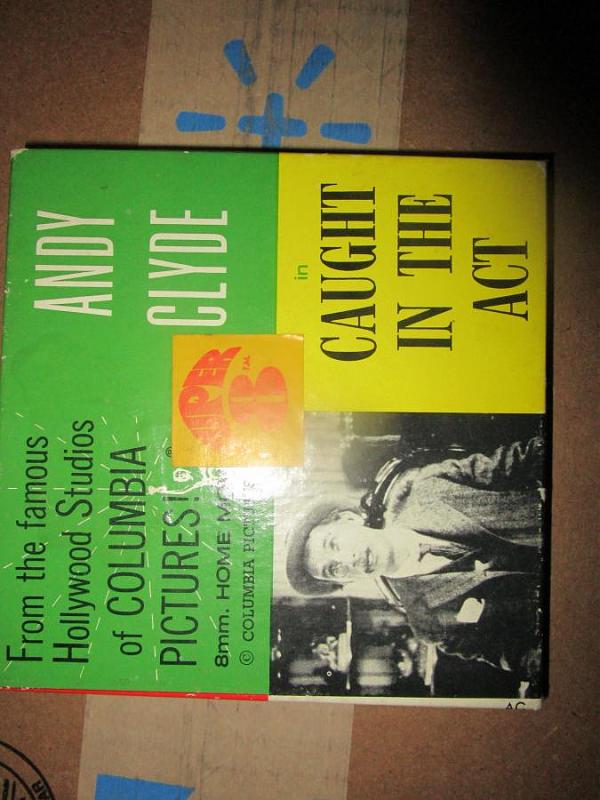 From the famous
Hollywood Studios
of COLUMBIA
PICTURES!®
8mm. HOME
© COLUMBIA
ANDY
CLYDE
SUPER
8 T.M.
in
CAUGHT
IN THE
ACT
AC